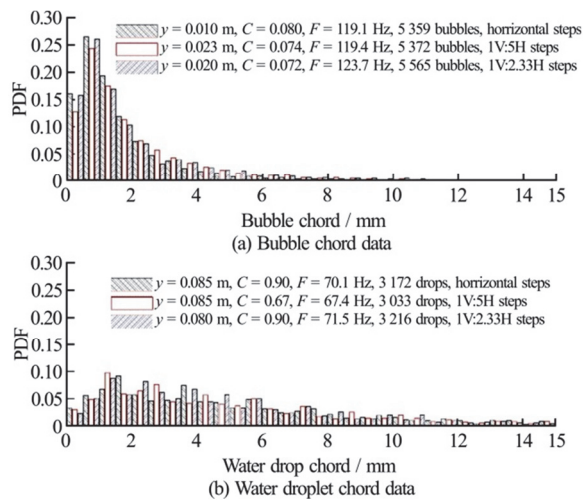 0.30
0.25
0.20
0.15
0.10
0.05
0
PDF
y = 0.010 m, C = 0.080, F = 119.1 Hz, 5 359 bubbles, horrizontal steps
y = 0.023 m, C = 0.074, F = 119.4 Hz, 5 372 bubbles, 1V:5H steps
y = 0.020 m, C = 0.072, F = 123.7 Hz, 5 565 bubbles, 1V:2.33H steps
0 2 4 6 8 10 12 14 15
Bubble chord / mm
(a) Bubble chord data
0.30
0.25
0.20
0.15
0.10
0.05
0
PDF
y = 0.085 m, C = 0.90, F = 70.1 Hz, 3 172 drops, horrizontal steps
y = 0.085 m, C = 0.67, F = 67.4 Hz, 3 033 drops, 1V:5H steps
y = 0.080 m, C = 0.90, F = 71.5 Hz, 3 216 drops, 1V:2.33H steps
0 2 4 6 8 10 12 14 15
Water drop chord / mm
(b) Water droplet chord data